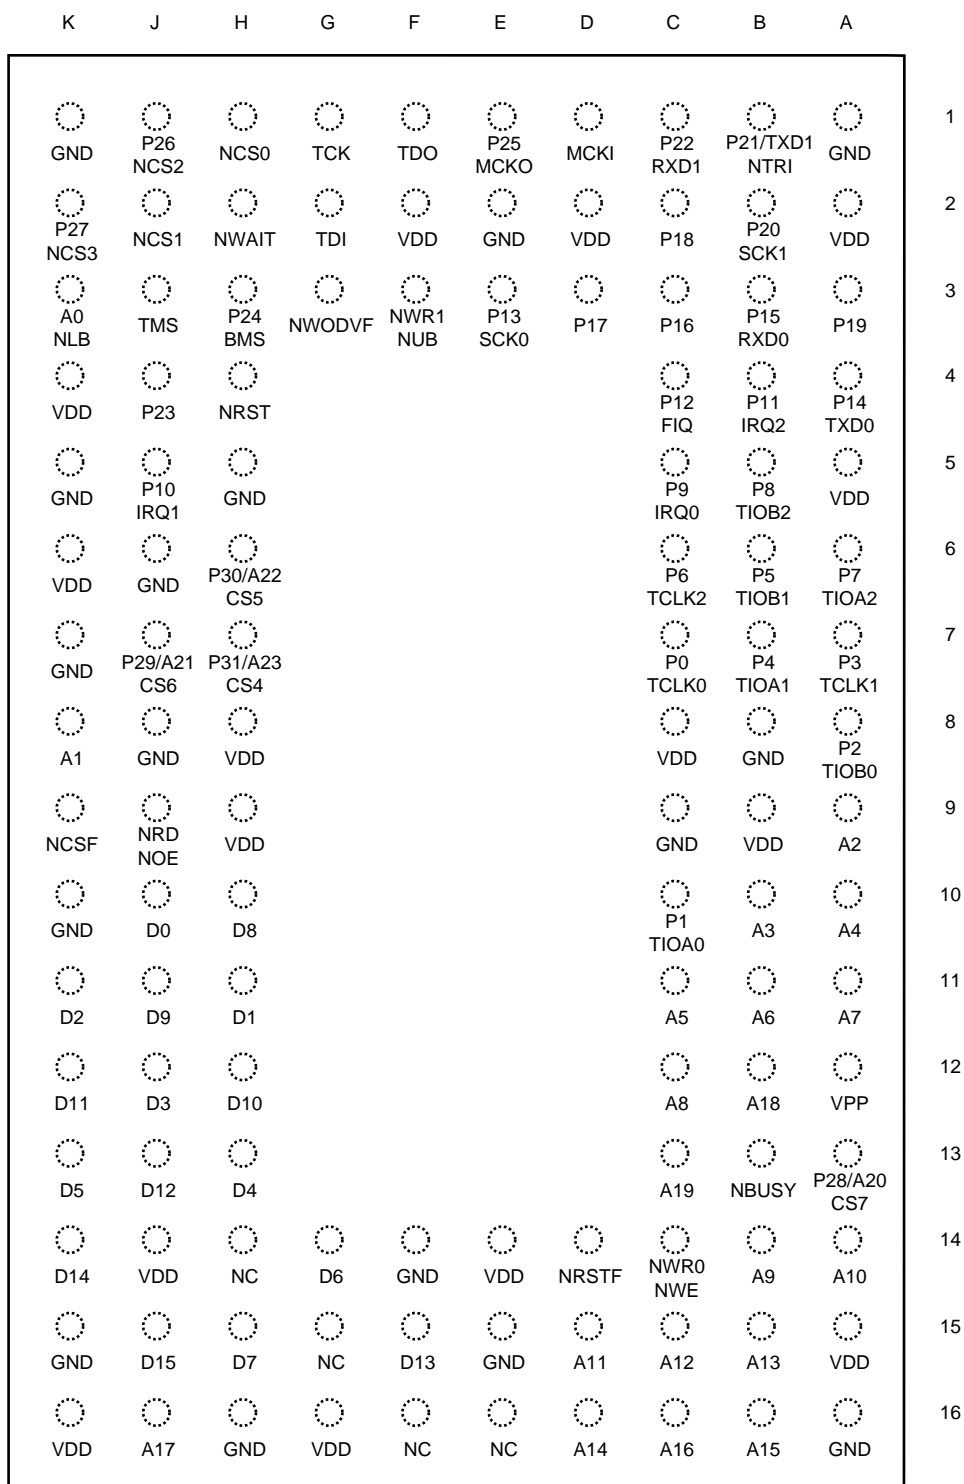 K J H G F E D C B A
1
GND P26 NCS0 TCK TDO P25 MCKI P22 P21/TXD1 GND
NCS2 MCKO RXD1 NTRI
2
P27 NCS1 NWAIT TDI VDD GND VDD P18 P20 VDD
NCS3 SCK1
3
A0 TMS P24 NWODVF NWR1 P13 P17 P16 P15 P19
NLB BMS NUB SCK0 RXD0
4
VDD P23 NRST P12 P11 P14
FIQ IRQ2 TXD0
5
GND P10 GND P9 P8 VDD
IRQ1 IRQ0 TIOB2
6
VDD GND P30/A22 P6 P5 P7
CS5 TCLK2 TIOB1 TIOA2
7
GND P29/A21 P31/A23 P0 P4 P3
CS6 CS4 TCLK0 TIOA1 TCLK1
8
A1 GND VDD VDD GND P2
TIOB0
9
NCSF NRD VDD GND VDD A2
NOE
10
GND D0 D8 P1 A3 A4
TIOA0
11
D2 D9 D1 A5 A6 A7
12
D11 D3 D10 A8 A18 VPP
13
D5 D12 D4 A19 NBUSY P28/A20
CS7
14
D14 VDD NC D6 GND VDD NRSTF NWR0 A9 A10
NWE
15
GND D15 D7 NC D13 GND A11 A12 A13 VDD
16
VDD A17 GND VDD NC NC A14 A16 A15 GND